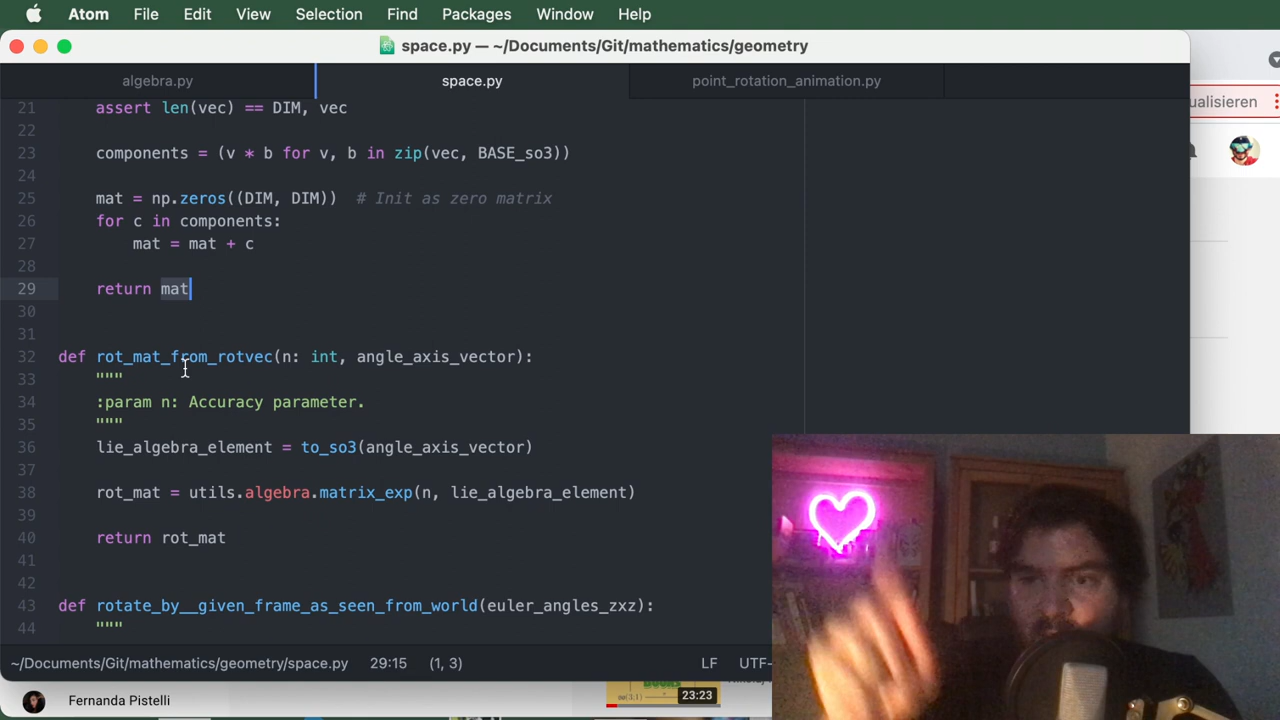 Atom File Edit View Selection Find Packages Window Help
space.py — ~/Documents/Git/mathematics/geometry
algebra.py space.py point_rotation_animation.py
ualisieren
21 assert len(vec) == DIM, vec
22
23 components = (v * b for v, b in zip(vec, BASE_so3))
24
25 mat = np.zeros((DIM, DIM))  # Init as zero matrix
26 for c in components:
27 mat = mat + c
28
29 return mat
30
31
32 def rot_mat_from_rotvec(n: int, angle_axis_vector):
33 """
34 :param n: Accuracy parameter.
35 """
36 lie_algebra_element = to_so3(angle_axis_vector)
37
38 rot_mat = utils.algebra.matrix_exp(n, lie_algebra_element)
39
40 return rot_mat
41
42
43 def rotate_by__given_frame_as_seen_from_world(euler_angles_zxz):
44 """
~/Documents/Git/mathematics/geometry/space.py 29:15 (1, 3) LF UTF-
Fernanda Pistelli
23:23